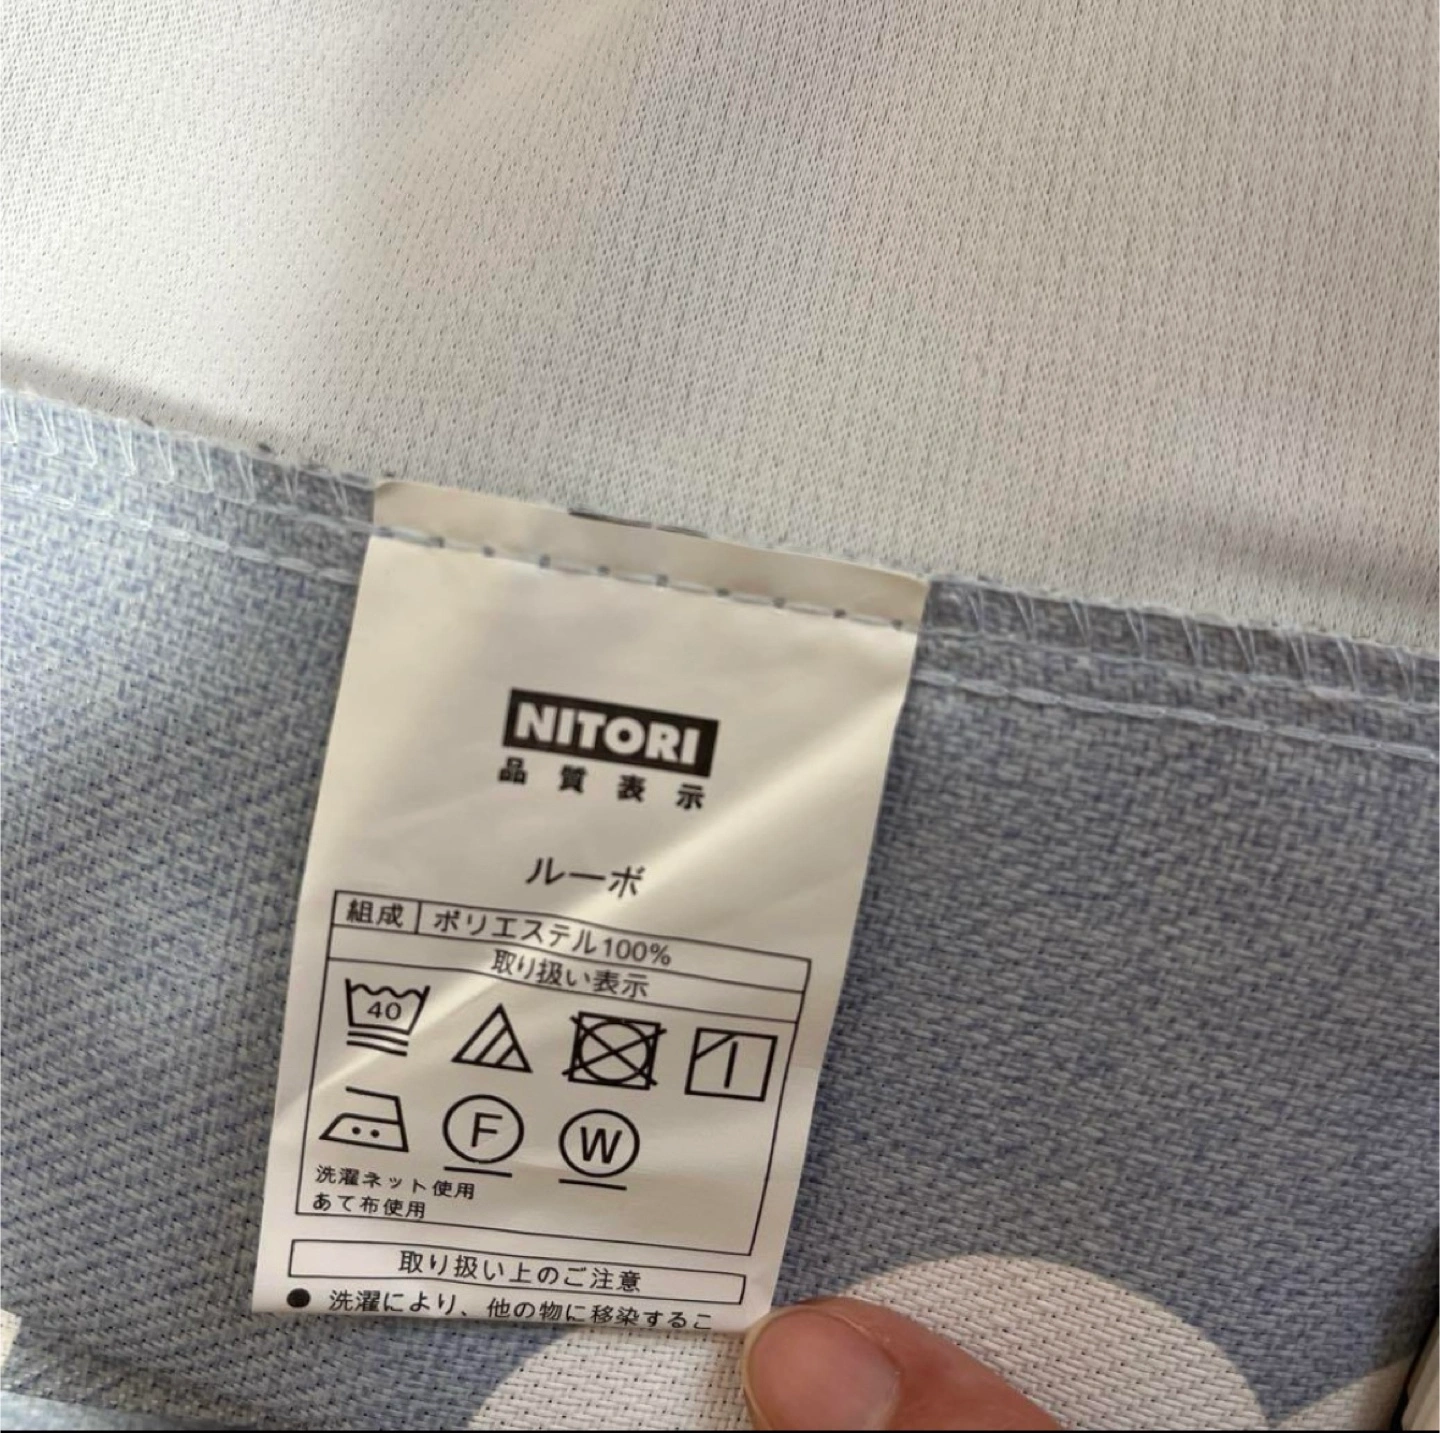 NITORI
品質表示
ルーボ
組成 ポリエステル100%
取り扱い表示
40
F W
洗濯ネット使用
あて布使用
取り扱い上のご注意
● 洗濯により、他の物に移染するこ